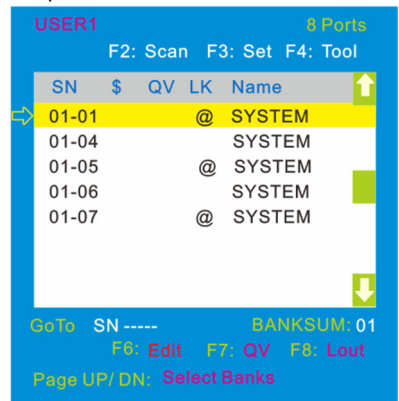 USER1 8 Ports
F2: Scan F3: Set F4: Tool
SN $ QV LK Name
01-01 @ SYSTEM
01-04 SYSTEM
01-05 @ SYSTEM
01-06 SYSTEM
01-07 @ SYSTEM
GoTo SN ----- BANKSUM: 01
F6: Edit F7: QV F8: Lout
Page UP/ DN: Select Banks